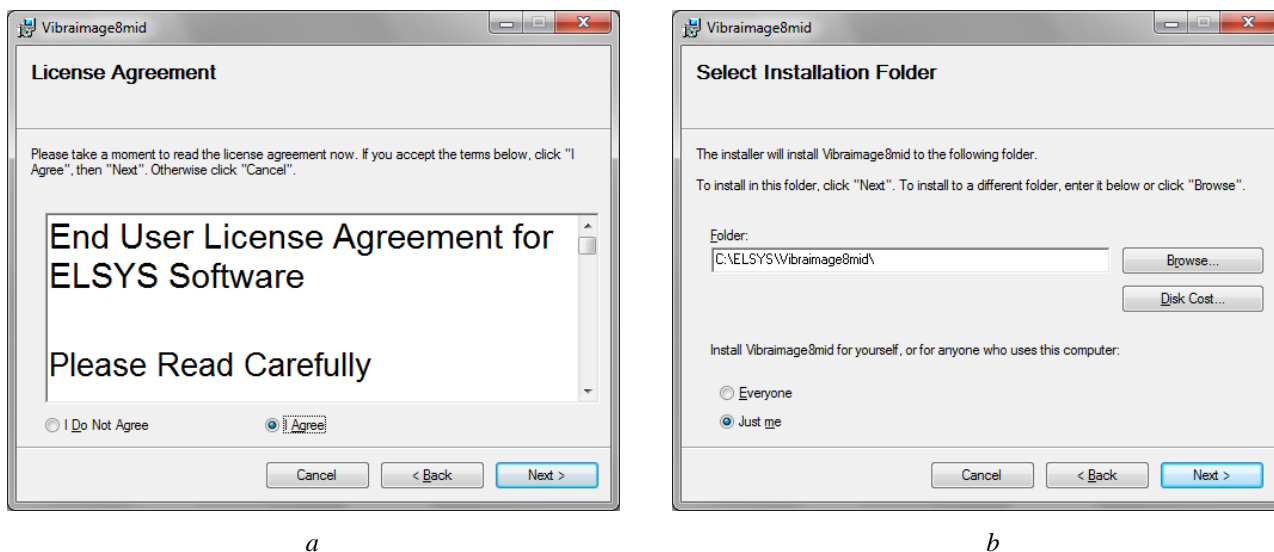 Vibraimage8mid
License Agreement
Please take a moment to read the license agreement now. If you accept the terms below, click "I
Agree", then "Next". Otherwise click "Cancel".
End User License Agreement for
ELSYS Software
Please Read Carefully
I Do Not Agree
I Agree
Cancel
< Back
Next >
a
Vibraimage8mid
Select Installation Folder
The installer will install Vibraimage8mid to the following folder.
To install in this folder, click "Next". To install to a different folder, enter it below or click "Browse".
Folder:
C:\ELSYS\Vibraimage8mid\
Browse...
Disk Cost...
Install Vibraimage8mid for yourself, or for anyone who uses this computer:
Everyone
Just me
Cancel
< Back
Next >
b